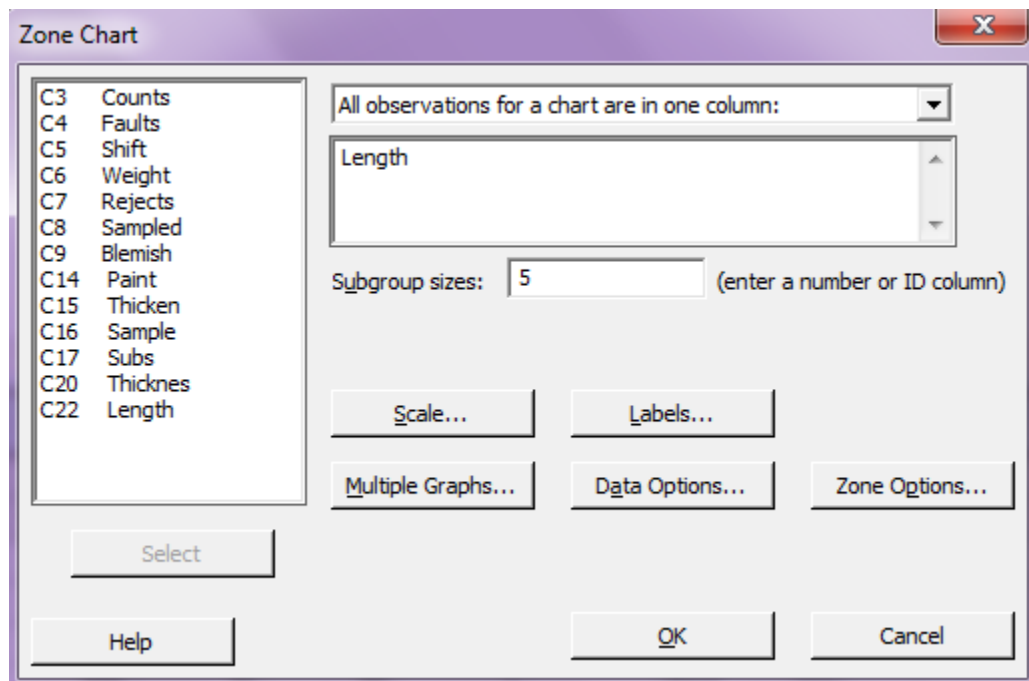 Zone Chart
X
C3 Counts
C4 Faults
C5 Shift
C6 Weight
C7 Rejects
C8 Sampled
C9 Blemish
C14 Paint
C15 Thicken
C16 Sample
C17 Subs
C20 Thicknes
C22 Length
All observations for a chart are in one column:
Length
Subgroup sizes: 5 (enter a number or ID column)
Scale... Labels...
Multiple Graphs... Data Options... Zone Options...
Select
Help OK Cancel